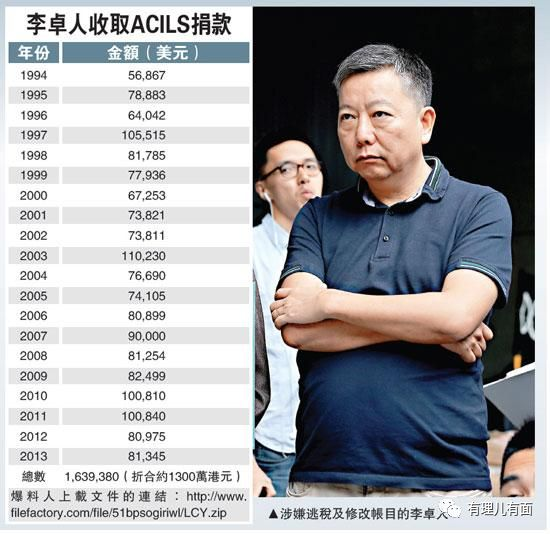 李卓人收取ACILS捐款
年份 金額（美元）
1994 56,867
1995 78,883
1996 64,042
1997 105,515
1998 81,785
1999 77,936
2000 67,253
2001 73,821
2002 73,811
2003 110,230
2004 76,690
2005 74,105
2006 80,899
2007 90,000
2008 81,254
2009 82,499
2010 100,810
2011 100,840
2012 80,975
2013 81,345
總數 1,639,380（折合約1300萬港元）
爆料人上載文件的連結：http://www.
filefactory.com/file/51bpsogiriwl/LCY.zip
▲涉嫌逃稅及修改帳目的李卓人
有理儿有面